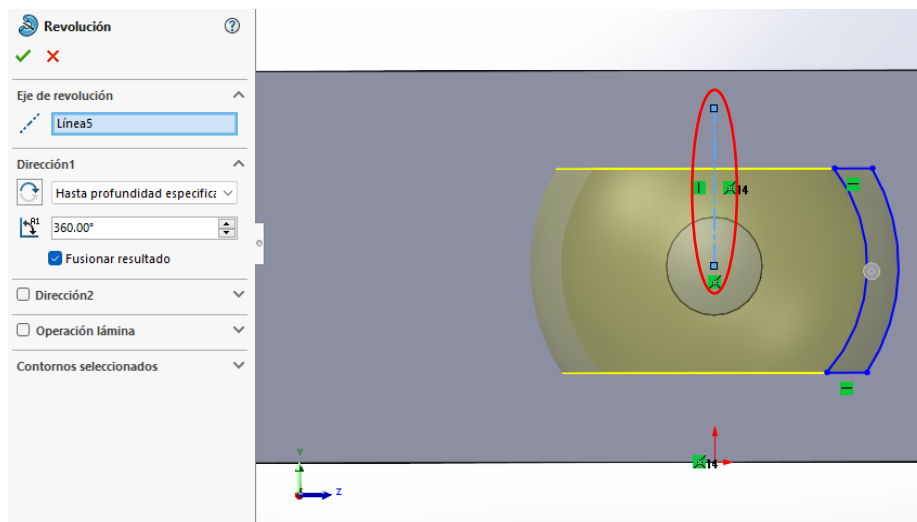 Revolución
Eje de revolución
Línea5
Dirección1
Hasta profundidad especifica
A1
360.00°
Fusionar resultado
Dirección2
Operación lámina
Contornos seleccionados
14
14
Y
Z